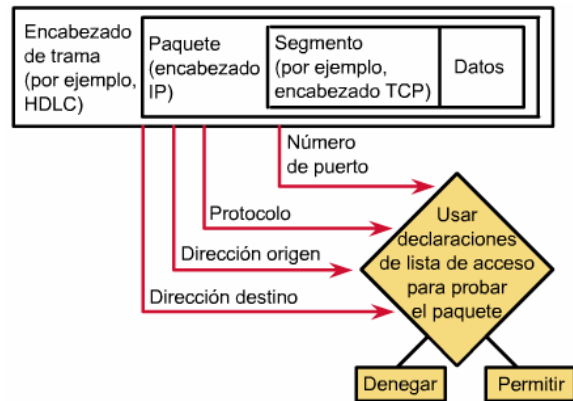 Encabezado
de trama
(por ejemplo,
HDLC)
Paquete
(encabezado
IP)
Segmento
(por ejemplo,
encabezado TCP)
Datos
Número
de puerto
Protocolo
Dirección origen
Dirección destino
Usar
declaraciones
de lista de acceso
para probar
el paquete
Denegar
Permitir